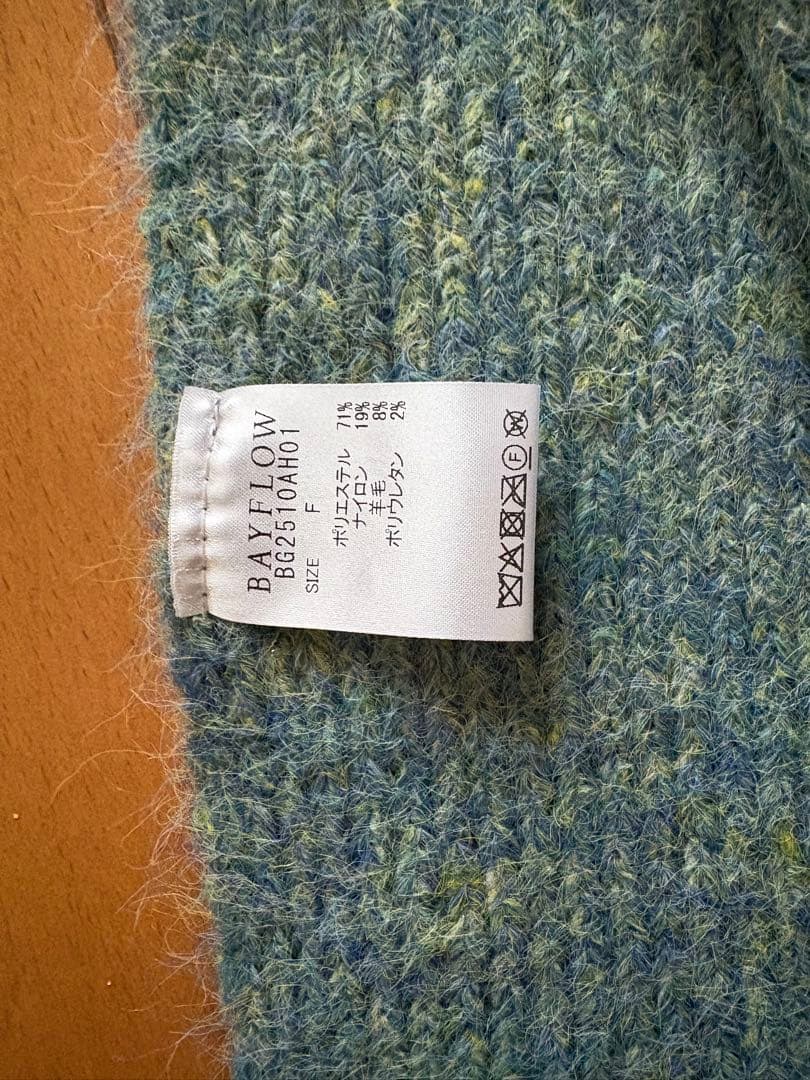 BAYFLOW
BG2510AH01
SIZE F
ポリエステル 71%
ナイロン 19%
羊毛 8%
ポリウレタン 2%
F
W